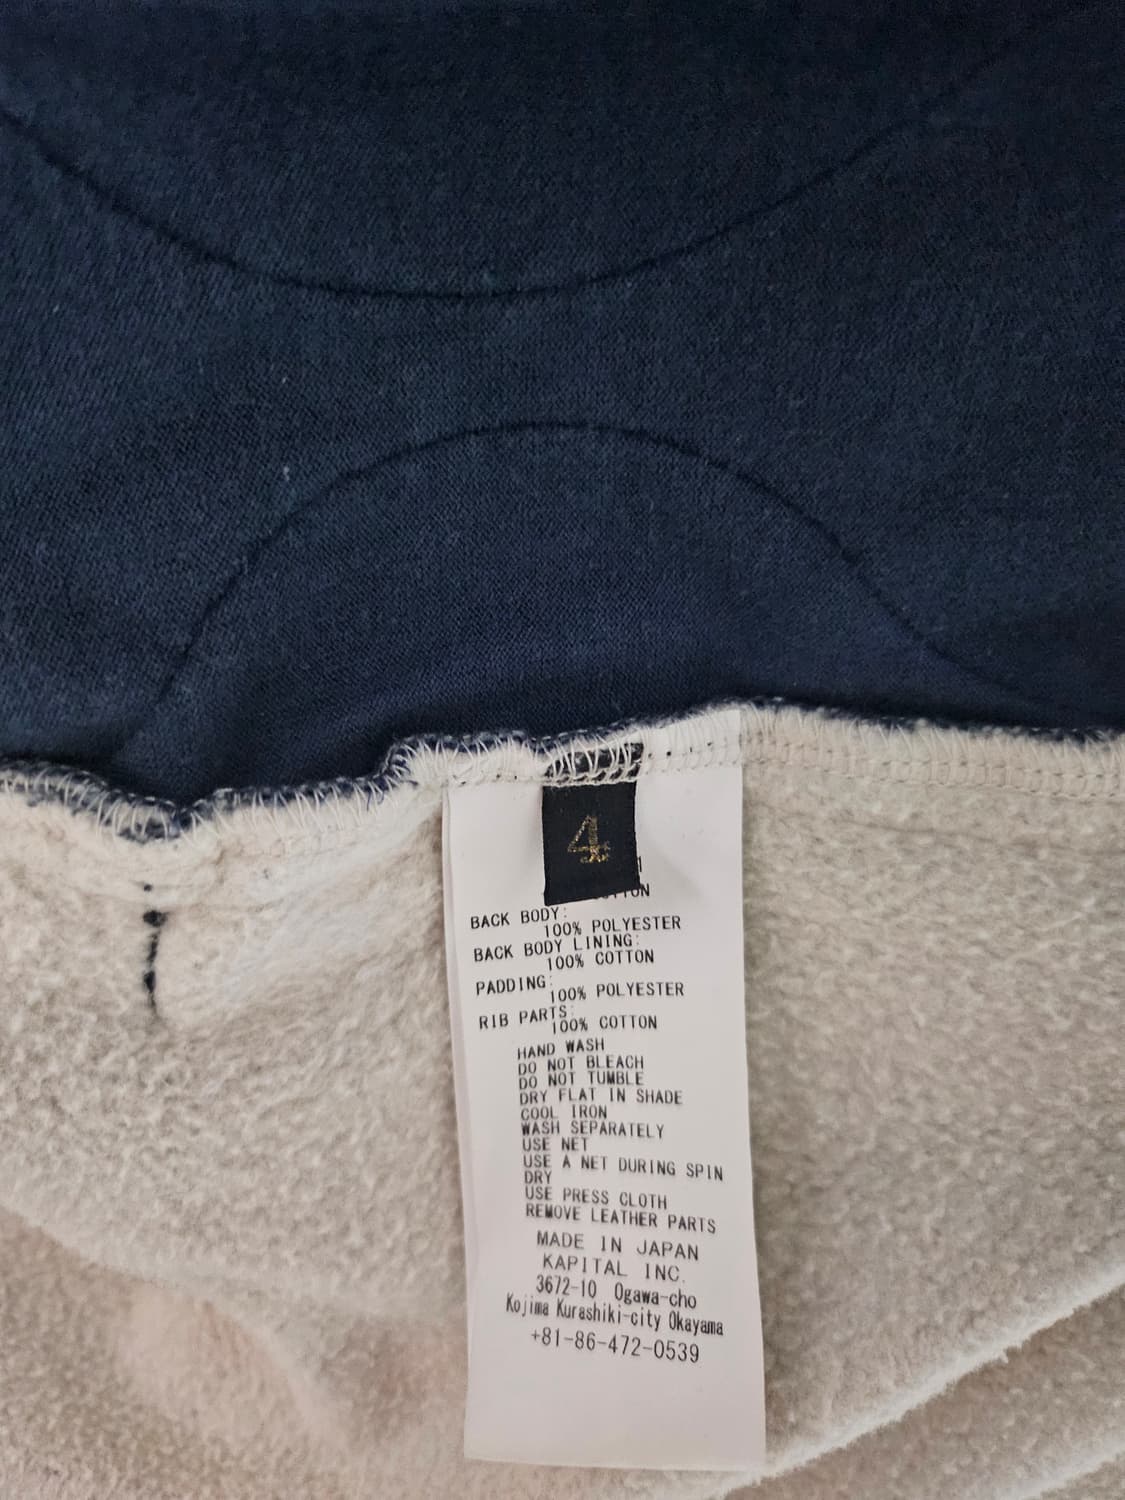 4
BACK BODY:
100% POLYESTER
BACK BODY LINING:
100% COTTON
PADDING:
100% POLYESTER
RIB PARTS:
100% COTTON
HAND WASH
DO NOT BLEACH
DO NOT TUMBLE
DRY FLAT IN SHADE
COOL IRON
WASH SEPARATELY
USE NET
USE A NET DURING SPIN
DRY
USE PRESS CLOTH
REMOVE LEATHER PARTS
MADE IN JAPAN
KAPITAL INC.
3672-10 Ogawa-cho
Kojima Kurashiki-city Okayama
+81-86-472-0539